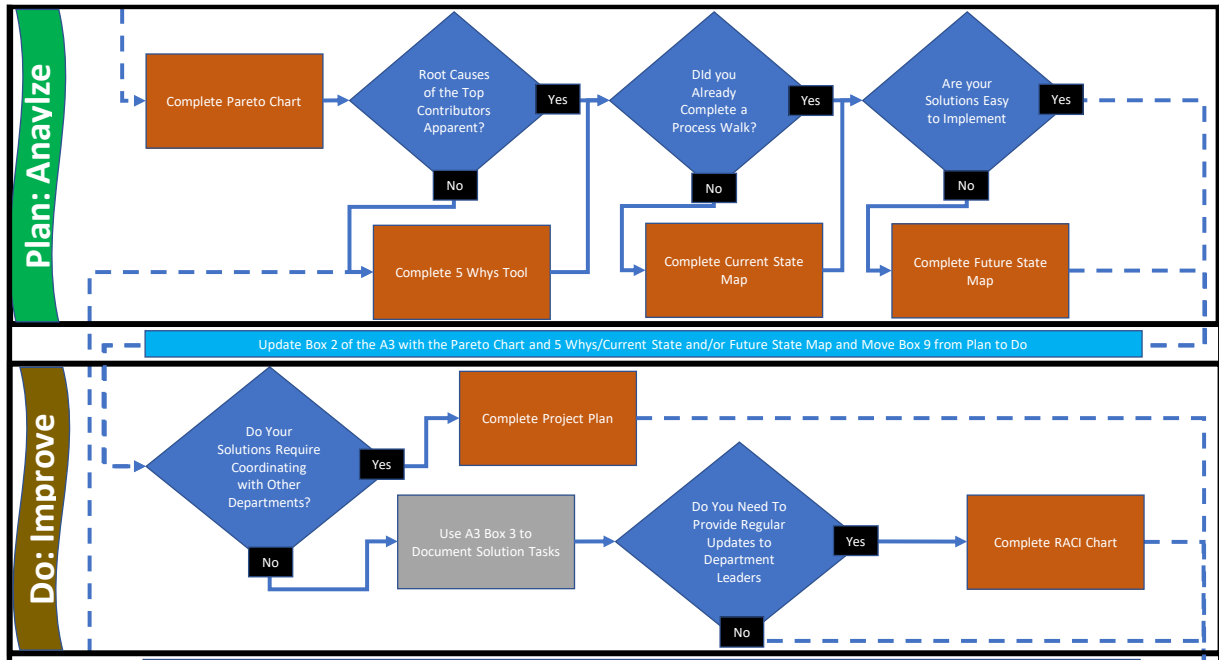 Plan: Anaylze
Complete Pareto Chart
Root Causes
of the Top
Contributors
Apparent?
Yes
No
Complete 5 Whys Tool
DId you
Already
Complete a
Process Walk?
Yes
No
Complete Current State
Map
Are your
Solutions Easy
to Implement
Yes
No
Complete Future State
Map
Update Box 2 of the A3 with the Pareto Chart and 5 Whys/Current State and/or Future State Map and Move Box 9 from Plan to Do
Do: Improve
Do Your
Solutions Require
Coordinating
with Other
Departments?
Yes
No
Complete Project Plan
Use A3 Box 3 to
Document Solution Tasks
Do You Need To
Provide Regular
Updates to
Department
Leaders
Yes
No
Complete RACI Chart